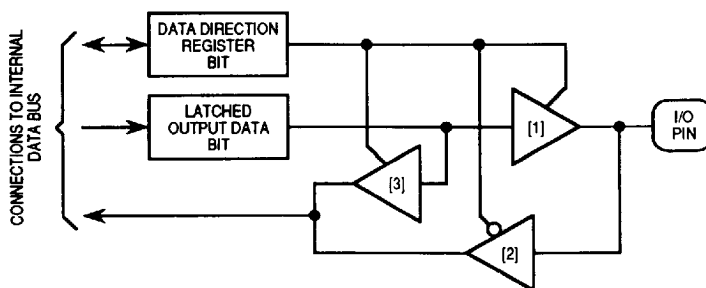 CONNECTIONS TO INTERNAL
DATA BUS
DATA DIRECTION
REGISTER
BIT
LATCHED
OUTPUT DATA
BIT
[1]
[3]
[2]
I/O
PIN